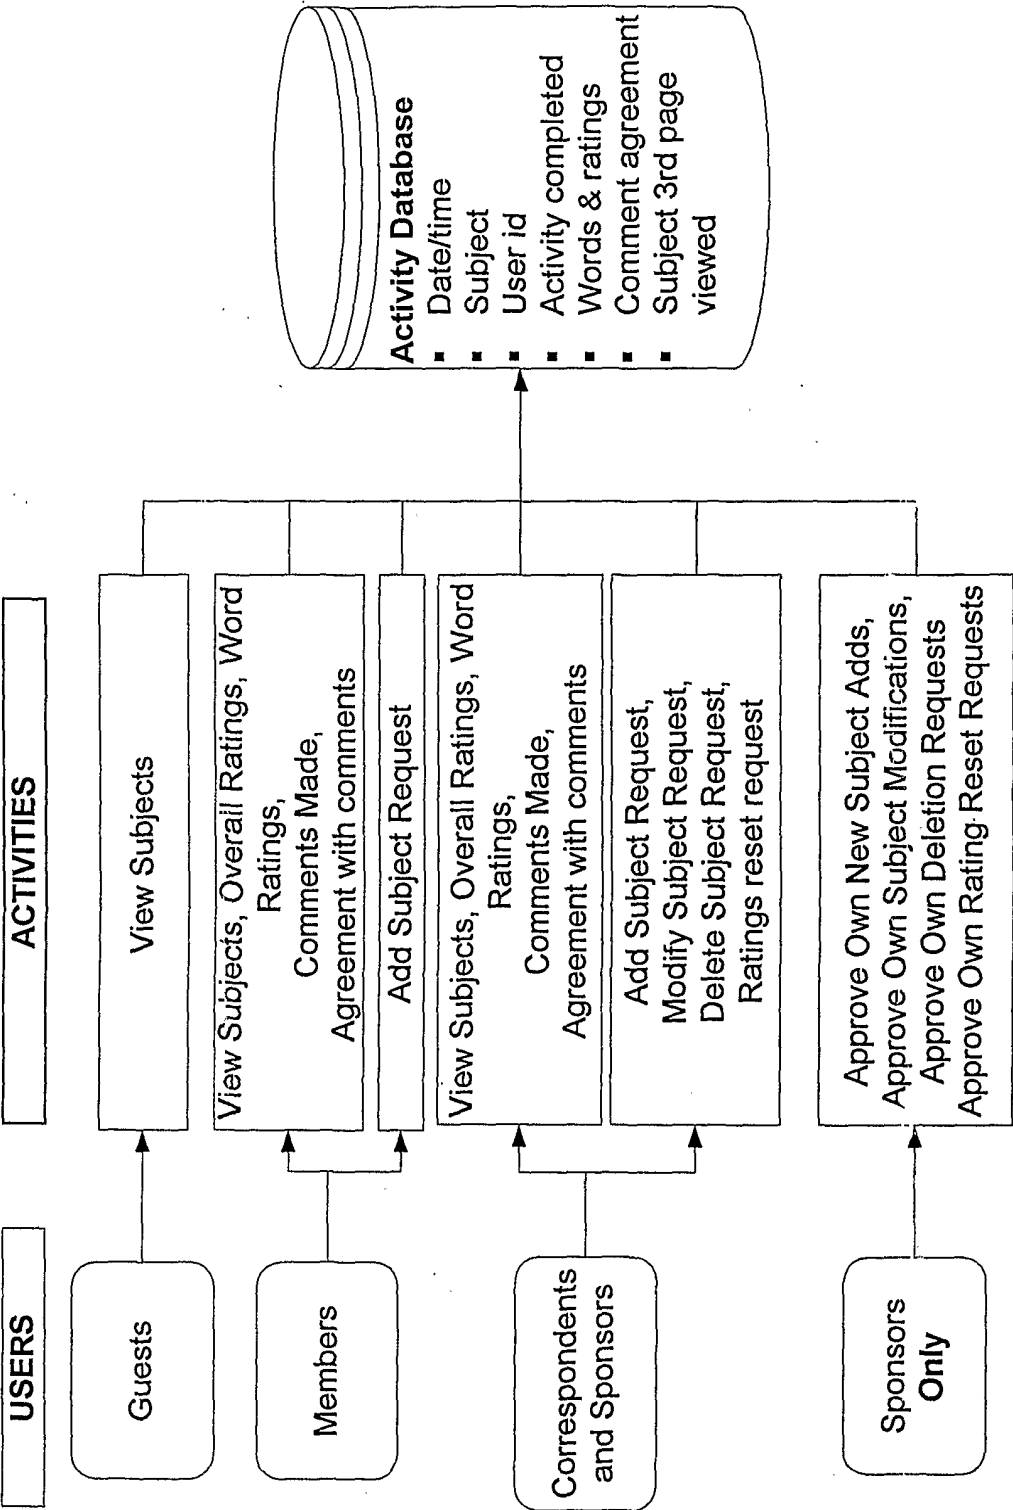 USERS
ACTIVITIES
Guests
View Subjects
Members
View Subjects, Overall Ratings, Word
Ratings,
Comments Made,
Agreement with comments
Add Subject Request
Correspondents
and Sponsors
View Subjects, Overall Ratings, Word
Ratings,
Comments Made,
Agreement with comments
Add Subject Request,
Modify Subject Request,
Delete Subject Request,
Ratings reset request
Sponsors
Only
Approve Own New Subject Adds,
Approve Own Subject Modifications,
Approve Own Deletion Requests
Approve Own Rating Reset Requests
Activity Database
▪ Date/time
▪ Subject
▪ User id
▪ Activity completed
▪ Words & ratings
▪ Comment agreement
▪ Subject 3rd page
viewed